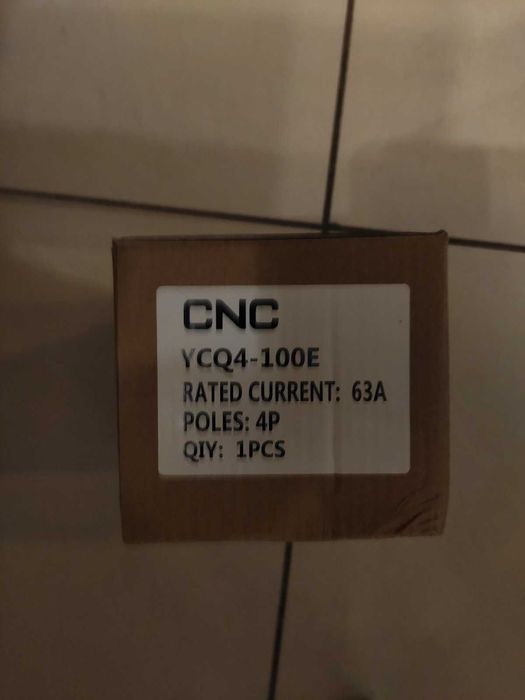 CNC
YCQ4-100E
RATED CURRENT: 63A
POLES: 4P
QIY: 1PCS